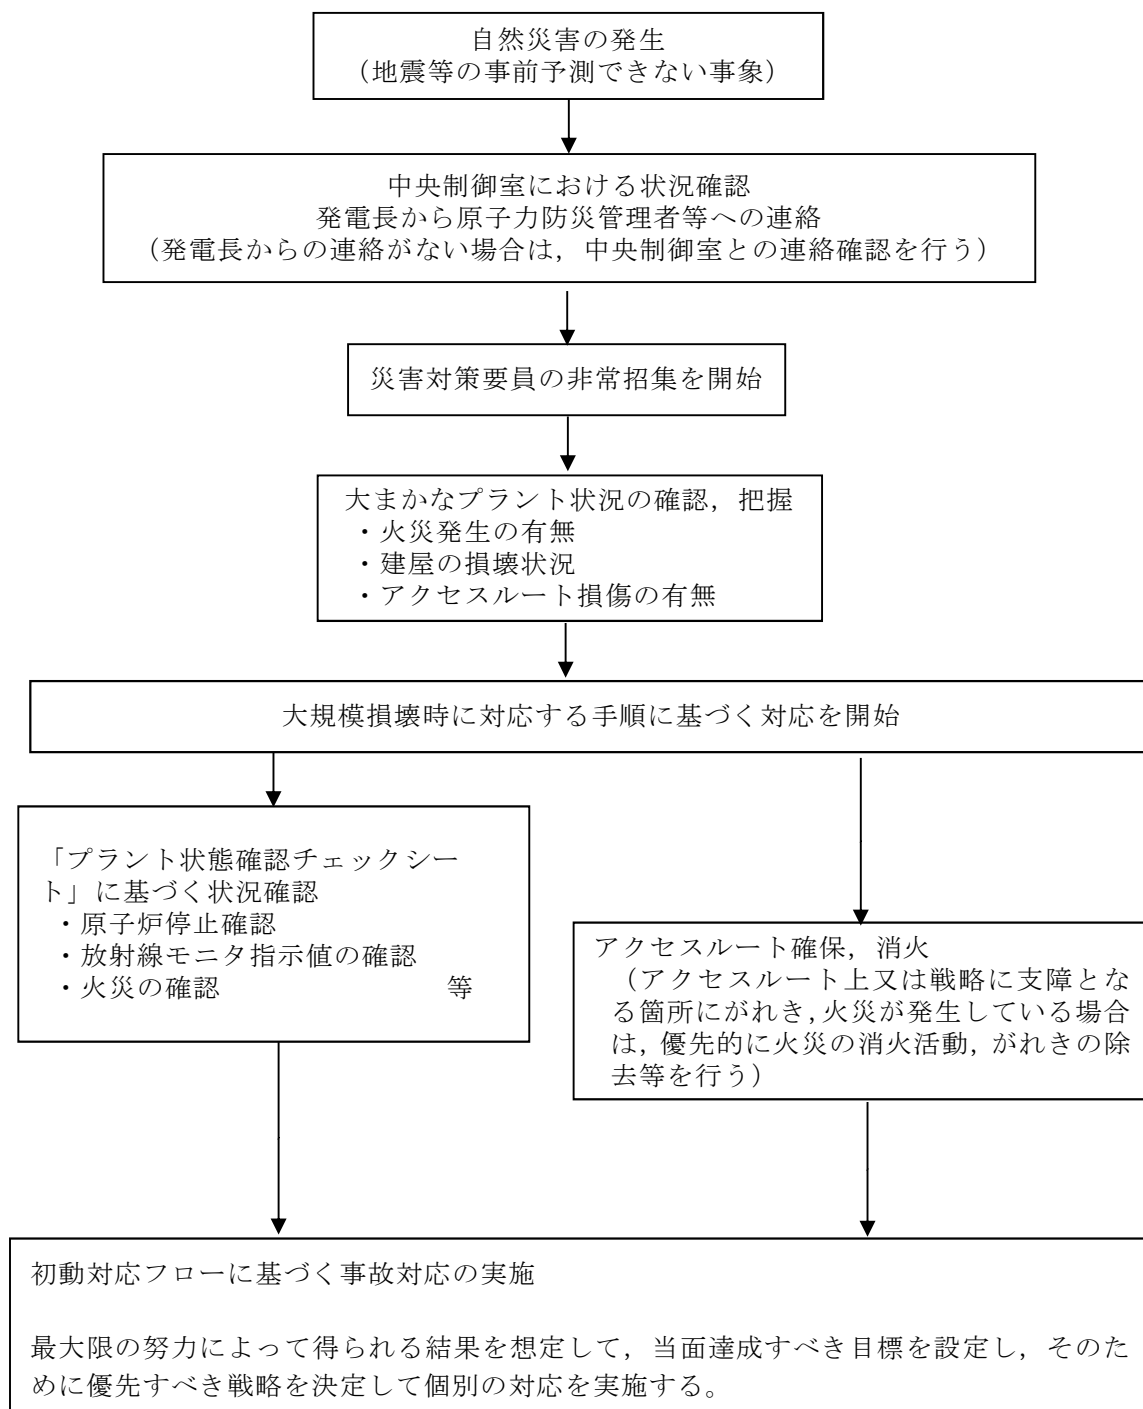 自然災害の発生
（地震等の事前予測できない事象）
中央制御室における状況確認
発電長から原子力防災管理者等への連絡
（発電長からの連絡がない場合は，中央制御室との連絡確認を行う）
災害対策要員の非常招集を開始
大まかなプラント状況の確認，把握
・火災発生の有無
・建屋の損壊状況
・アクセスルート損傷の有無
大規模損壊時に対応する手順に基づく対応を開始
「プラント状態確認チェックシー
ト」に基づく状況確認
・原子炉停止確認
・放射線モニタ指示値の確認
・火災の確認　　　　　　　　　等
アクセスルート確保，消火
（アクセスルート上又は戦略に支障とな
る箇所にがれき，火災が発生している場合
は，優先的に火災の消火活動，がれきの除
去等を行う）
初動対応フローに基づく事故対応の実施
最大限の努力によって得られる結果を想定して，当面達成すべき目標を設定し，そのた
めに優先すべき戦略を決定して個別の対応を実施する。